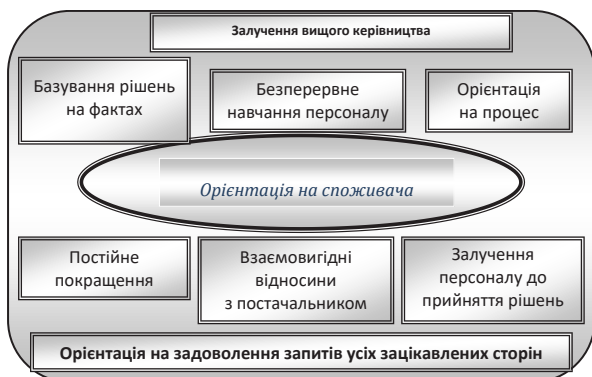 Залучення вищого керівництва
Базування рішень
на фактах
Безперервне
навчання персоналу
Орієнтація
на процес
Орієнтація на споживача
Постійне
покращення
Взаємовигідні
відносини
з постачальником
Залучення
персоналу до
прийняття рішень
Орієнтація на задоволення запитів усіх зацікавлених сторін